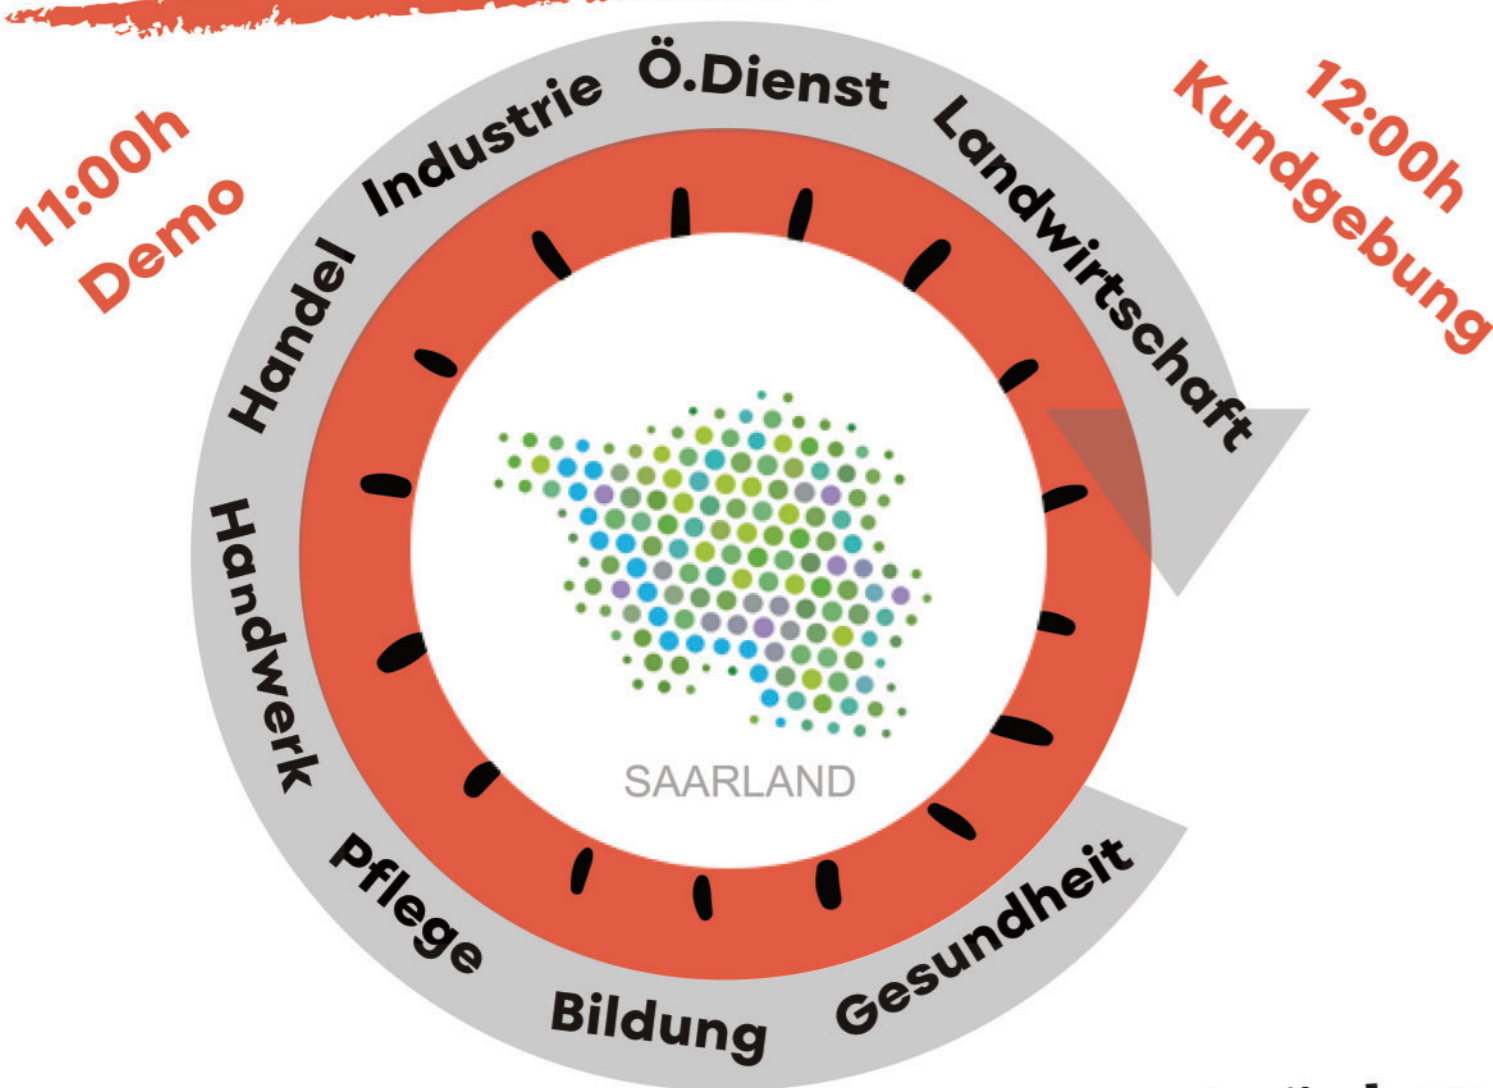 11:00h
Demo
12:00h
Kundgebung
Gesundheit
Bildung
Pflege
Handwerk
Handel
Industrie
Ö.Dienst
Landwirtschaft
SAARLAND